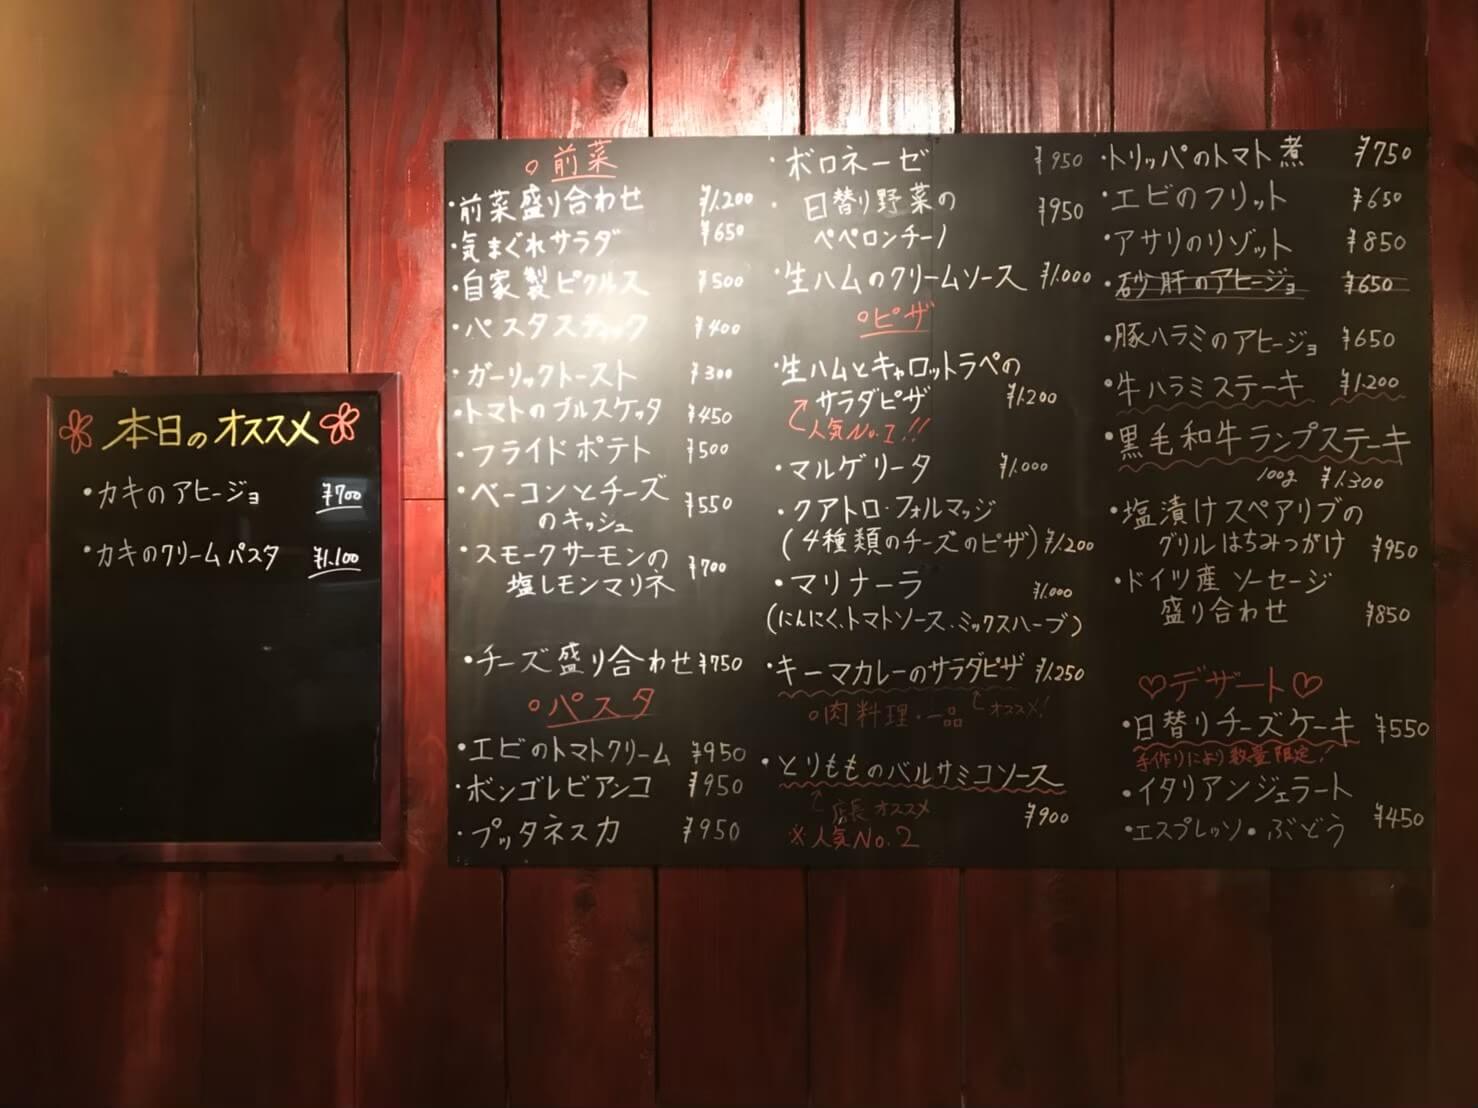 本日のオススメ
・カキのアヒージョ ¥700
・カキのクリームパスタ ¥1,100
○前菜
・前菜盛り合わせ ¥1,200
・気まぐれサラダ ¥650
・自家製ピクルス ¥500
・パスタスティック ¥400
・ガーリックトースト ¥300
・トマトのブルスケッタ ¥450
・フライドポテト ¥500
・ベーコンとチーズ
のキッシュ ¥550
・スモークサーモンの
塩レモンマリネ ¥700
・チーズ盛り合わせ ¥750
○パスタ
・エビのトマトクリーム ¥950
・ボンゴレビアンコ ¥950
・プッタネスカ ¥950
・ボロネーゼ ¥950
・日替り野菜の
ペペロンチーノ ¥950
・生ハムのクリームソース ¥1,000
○ピザ
・生ハムとキャロットラペの
サラダピザ ¥1,200
人気No.1!!
・マルゲリータ ¥1,000
・クアトロ・フォルマッジ
(4種類のチーズのピザ) ¥1,200
・マリナーラ ¥1,000
(にんにく、トマトソース、ミックスハーブ)
・キーマカレーのサラダピザ ¥1,250
オススメ!
○肉料理・一品
・とりもものバルサミコソース
店長オススメ ¥900
※人気No.2
・トリッパのトマト煮 ¥750
・エビのフリット ¥650
・アサリのリゾット ¥850
・砂肝のアヒージョ ¥650
・豚ハラミのアヒージョ ¥650
・牛ハラミステーキ ¥1,200
・黒毛和牛ランプステーキ
100g ¥1,300
・塩漬けスペアリブの
グリルはちみつがけ ¥950
・ドイツ産ソーセージ
盛り合わせ ¥850
♡デザート♡
・日替りチーズケーキ ¥550
手作りにより数量限定!
・イタリアンジェラート
・エスプレッソ・ぶどう ¥450